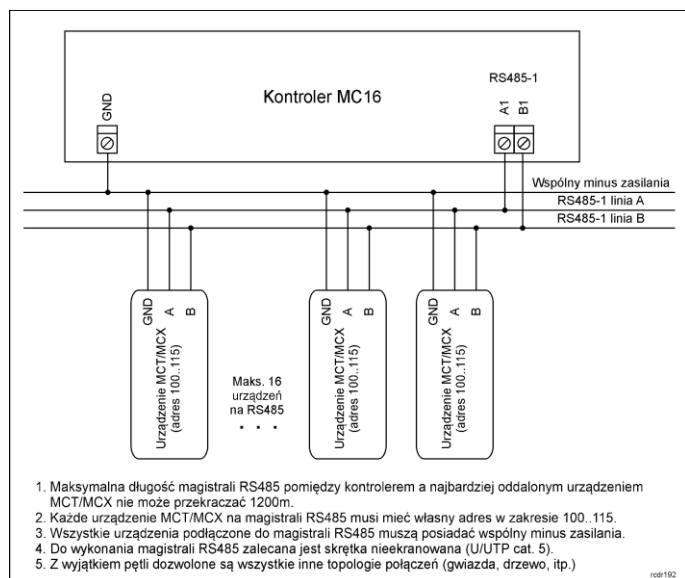 Kontroler MC16
RS485-1
GND
A1
B1
Wspólny minus zasilania
RS485-1 linia A
RS485-1 linia B
GND
A
B
Urządzenie MCT/MCX
(adres 100..115)
Maks. 16
urządzeń
na RS485
. . .
GND
A
B
Urządzenie MCT/MCX
(adres 100..115)
GND
A
B
Urządzenie MCT/MCX
(adres 100..115)
1. Maksymalna długość magistrali RS485 pomiędzy kontrolerem a najbardziej oddalonym urządzeniem
MCT/MCX nie może przekraczać 1200m.
2. Każde urządzenie MCT/MCX na magistrali RS485 musi mieć własny adres w zakresie 100..115.
3. Wszystkie urządzenia podłączone do magistrali RS485 muszą posiadać wspólny minus zasilania.
4. Do wykonania magistrali RS485 zalecana jest skrętka nieekranowana (U/UTP cat. 5).
5. Z wyjątkiem pętli dozwolone są wszystkie inne topologie połączeń (gwiazda, drzewo, itp.)
rcdr192